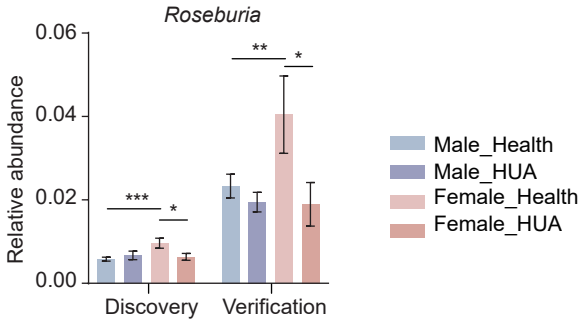 Roseburia
Relative abundance
0.06
0.04
0.02
0.00
***
*
**
*
Discovery
Verification
Male_Health
Male_HUA
Female_Health
Female_HUA